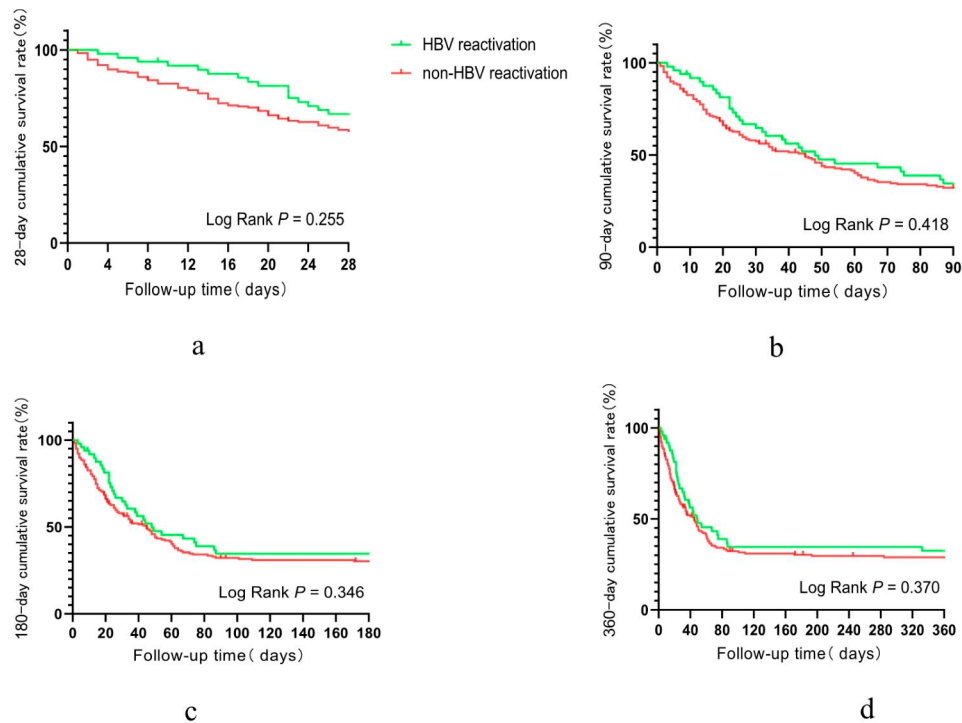 28-day cumulative survival rate(%)
100
50
0
0 4 8 12 16 20 24 28
Log Rank P = 0.255
Follow-up time( days)
a
HBV reactivation
non-HBV reactivation
90-day cumulative survival rate(%)
100
50
0
0 10 20 30 40 50 60 70 80 90
Log Rank P = 0.418
Follow-up time( days)
b
180-day cumulative survival rate(%)
100
50
0
0 20 40 60 80 100 120 140 160 180
Log Rank P = 0.346
Follow-up time( days)
c
360-day cumulative survival rate(%)
100
50
0
0 40 80 120 160 200 240 280 320 360
Log Rank P = 0.370
Follow-up time( days)
d